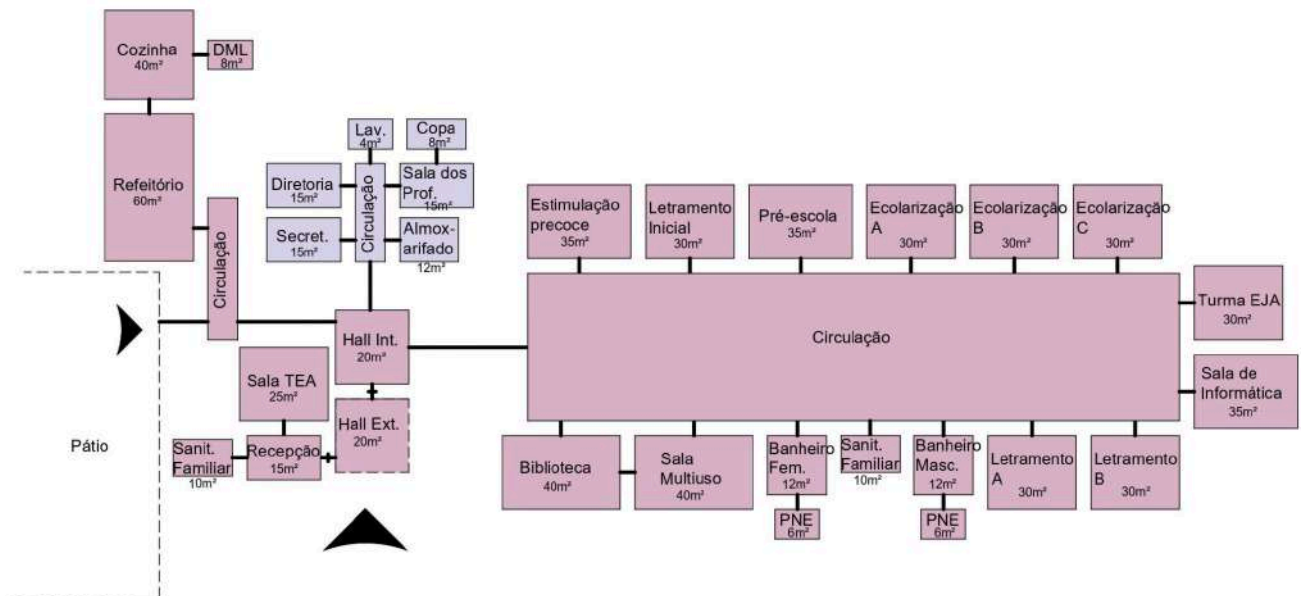 Cozinha
40m²
DML
8m²
Refeitório
60m²
Circulação
Lav.
4m²
Copa
8m²
Diretoria
15m²
Circulação
Sala dos
Prof.
15m²
Secret.
15m²
Almox-
arifado
12m²
Hall Int.
20m²
Sala TEA
25m²
Hall Ext.
20m²
Sanit.
Familiar
10m²
Recepção
15m²
Pátio
Estimulação
precoce
35m²
Letramento
Inicial
30m²
Pré-escola
35m²
Ecolarização
A
30m²
Ecolarização
B
30m²
Ecolarização
C
30m²
Circulação
Turma EJA
30m²
Sala de
Informática
35m²
Biblioteca
40m²
Sala
Multiuso
40m²
Banheiro
Fem.
12m²
PNE
6m²
Sanit.
Familiar
10m²
Banheiro
Masc.
12m²
PNE
6m²
Letramento
A
30m²
Letramento
B
30m²